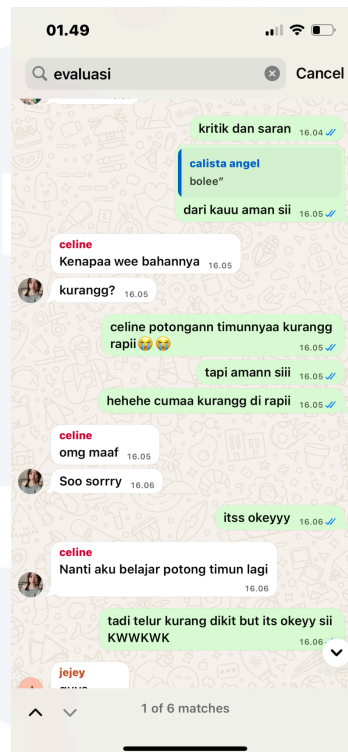 01.49
evaluasi
Cancel
kritik dan saran 16.04
calista angel
bolee"
dari kauu aman sii 16.05
celine
Kenapaa wee bahannya 16.05
kurangg? 16.05
celine potongann timunnyaa kurangg
rapii😭😭
16.05
tapi amann siii 16.05
hehehe cumaa kurangg di rapii 16.05
celine
omg maaf 16.05
Soo sorrry 16.06
itss okeyyy 16.06
celine
Nanti aku belajar potong timun lagi
16.06
tadi telur kurang dikit but its okeyy sii
KWWKWK
16.06
jejey
1 of 6 matches